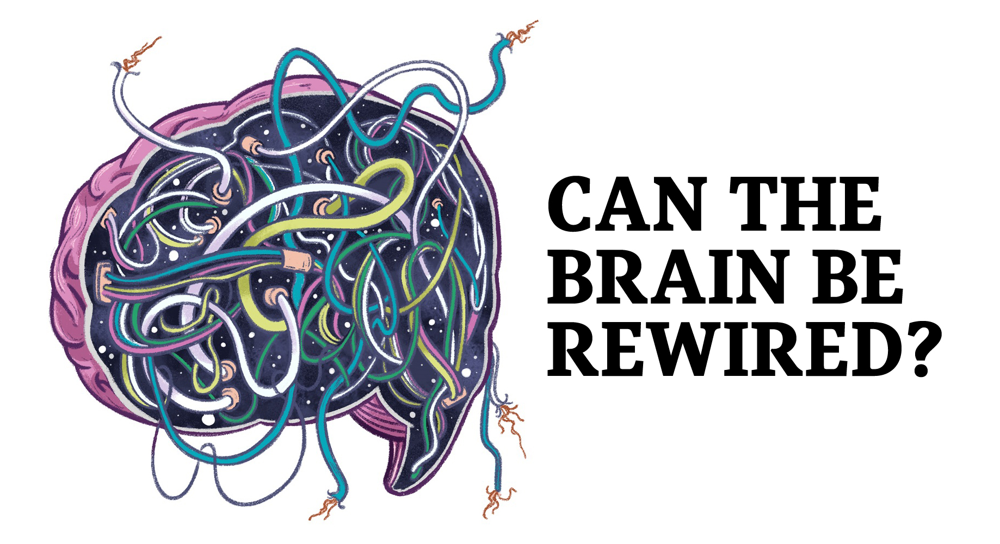 CAN THE
BRAIN BE
REWIRED?